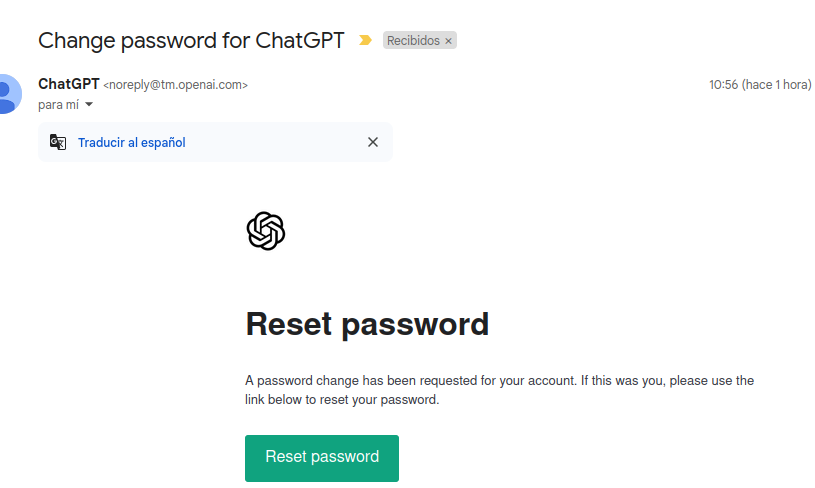 Change password for ChatGPT Recibidos ×
ChatGPT <noreply@tm.openai.com> 10:56 (hace 1 hora)
para mí
Traducir al español
Reset password
A password change has been requested for your account. If this was you, please use the
link below to reset your password.
Reset password